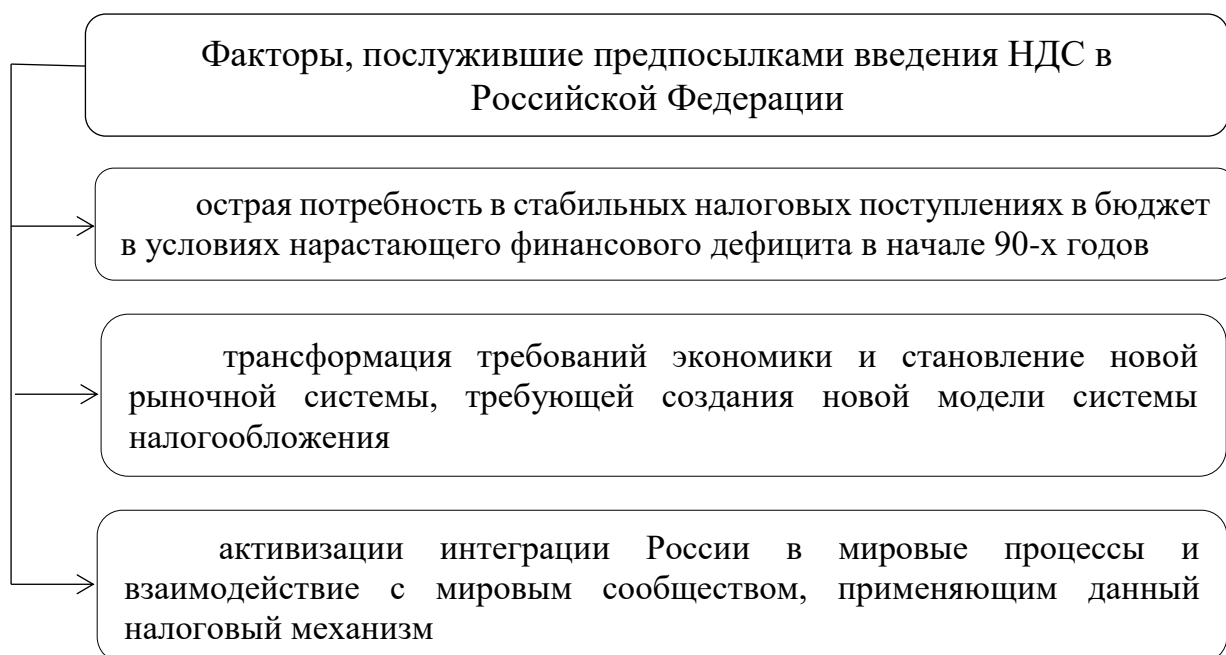 Факторы, послужившие предпосылками введения НДС в
Российской Федерации
острая потребность в стабильных налоговых поступлениях в бюджет
в условиях нарастающего финансового дефицита в начале 90-х годов
трансформация требований экономики и становление новой
рыночной системы, требующей создания новой модели системы
налогообложения
активизации интеграции России в мировые процессы и
взаимодействие с мировым сообществом, применяющим данный
налоговый механизм